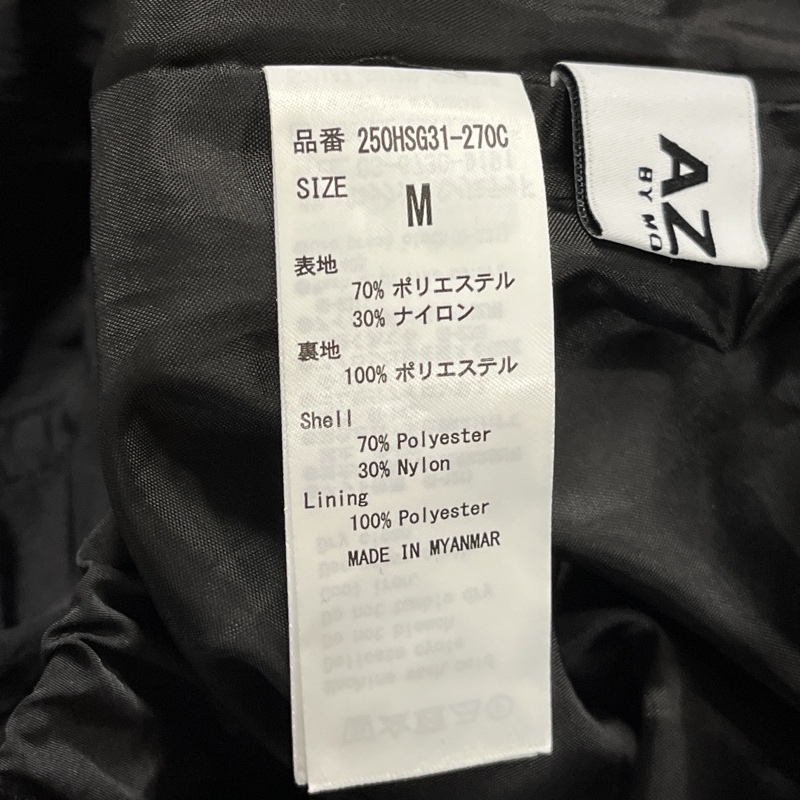 品番 250HSG31-270C
SIZE M
表地
70% ポリエステル
30% ナイロン
裏地
100% ポリエステル
Shell
70% Polyester
30% Nylon
Lining
100% Polyester
MADE IN MYANMAR
AZ
BY MO